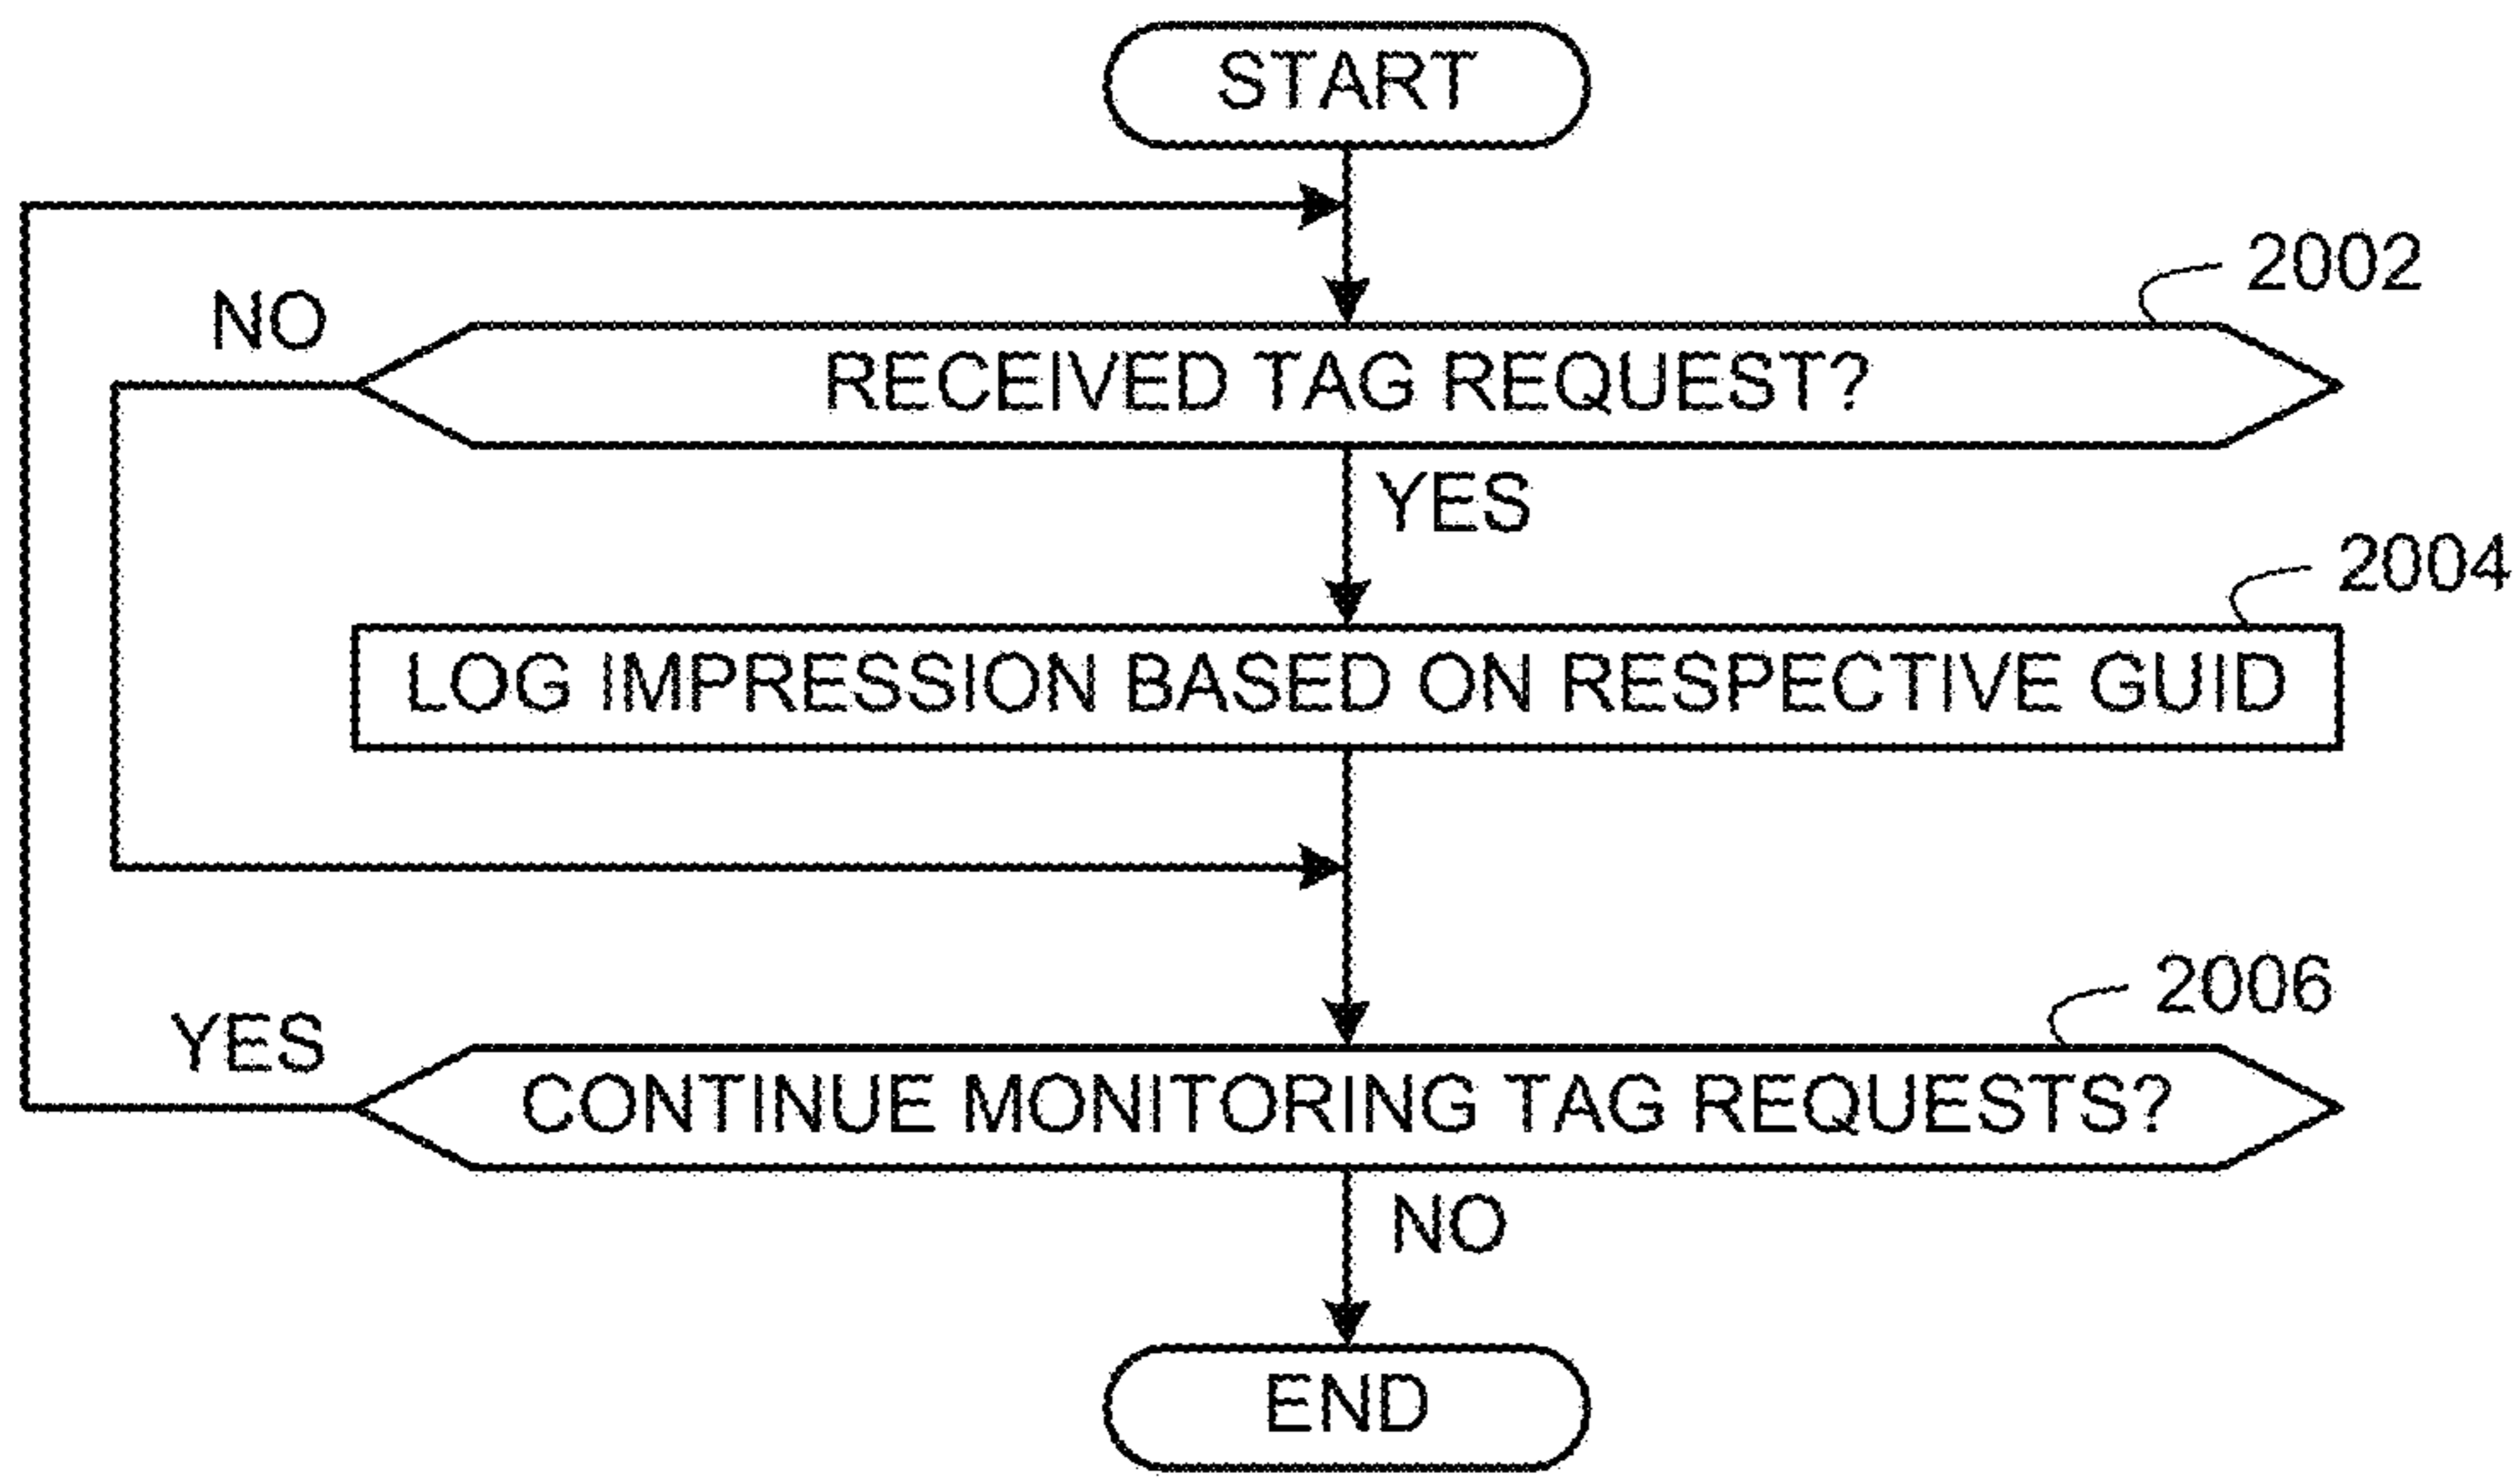 START
2002
NO
RECEIVED TAG REQUEST?
YES
2004
LOG IMPRESSION BASED ON RESPECTIVE GUID
2006
YES
CONTINUE MONITORING TAG REQUESTS?
NO
END